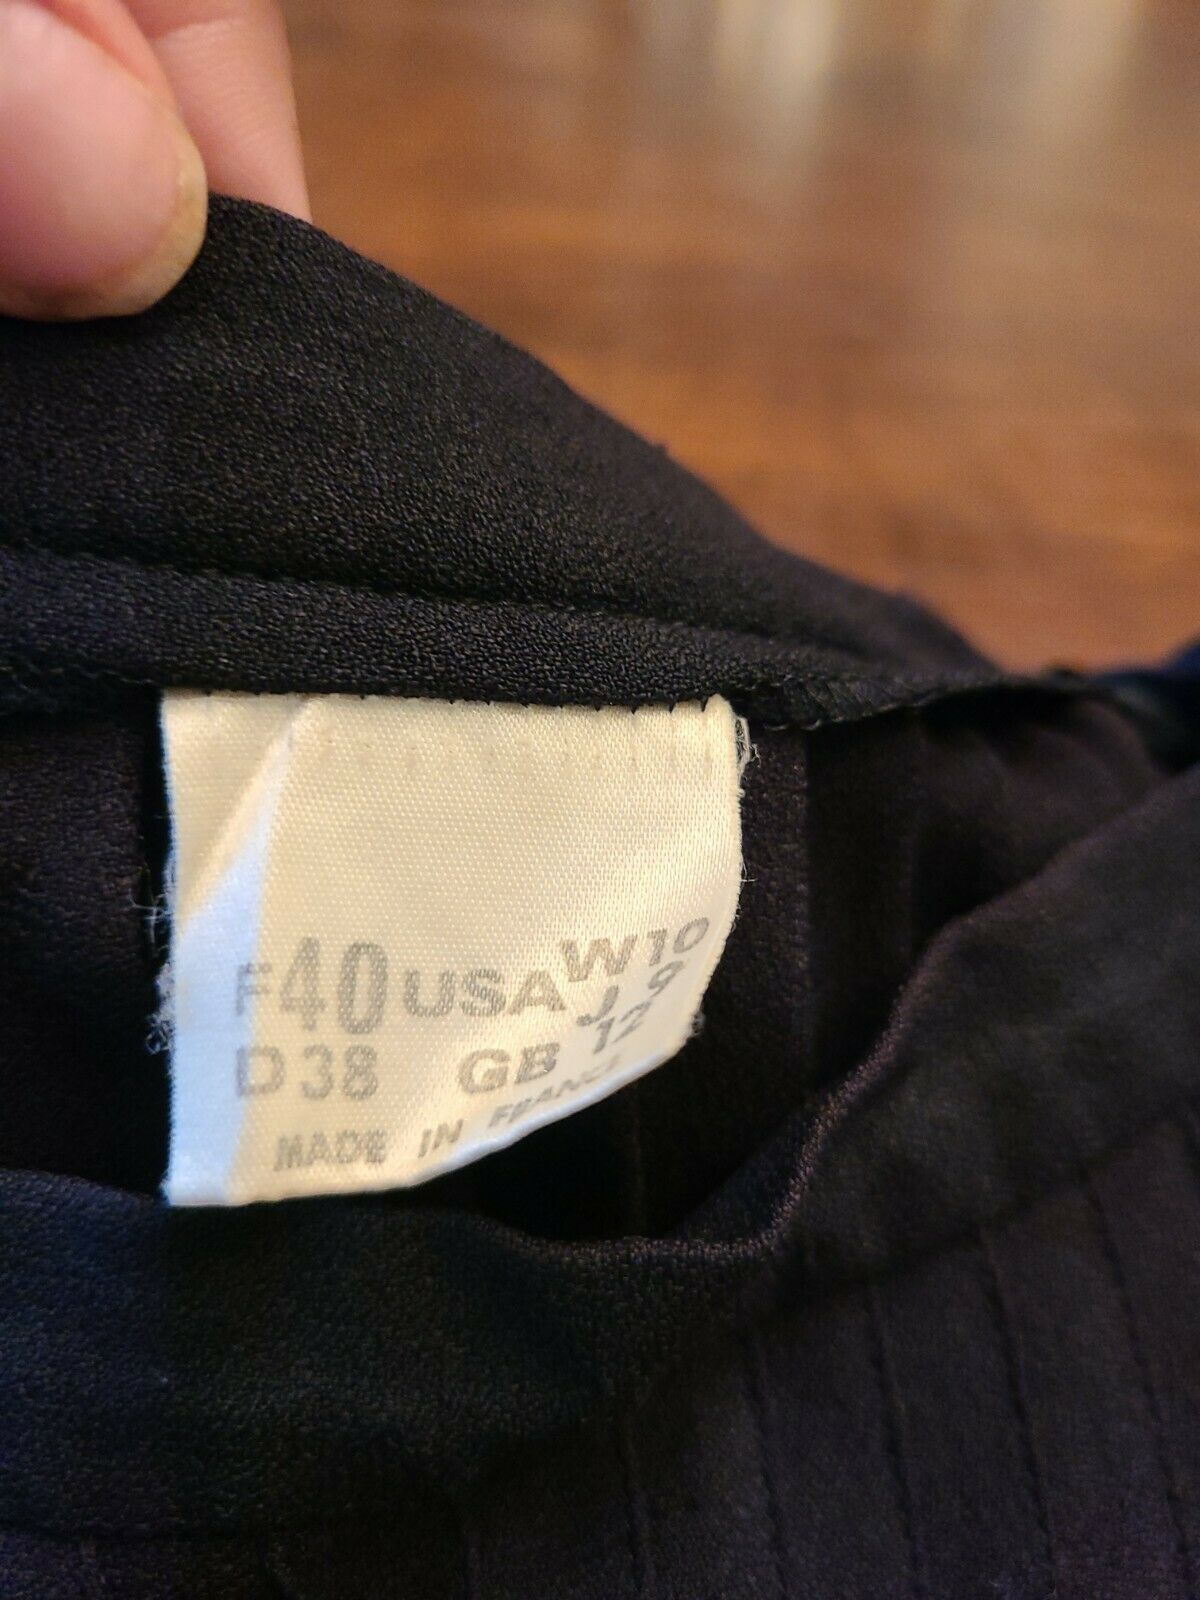 F40 USA W10
J 9
D38 GB 12
MADE IN FRANCE